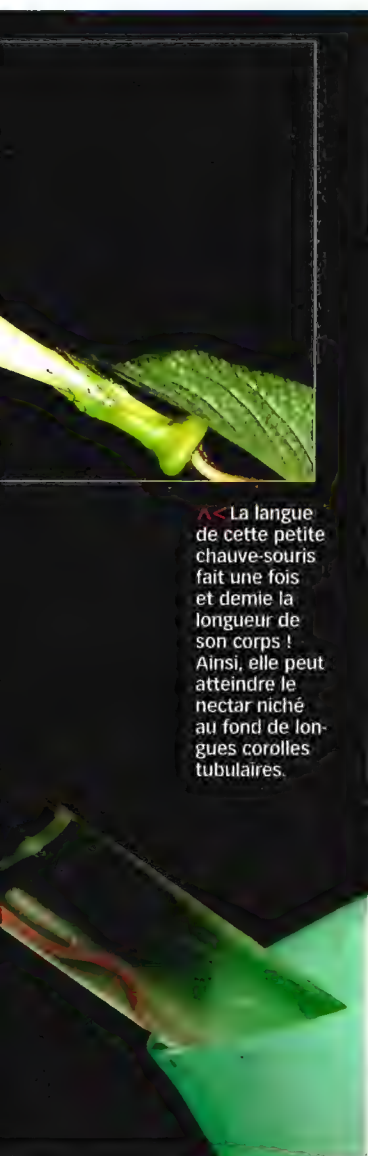 ^<La langue
de cette petite
chauve-souris
fait une fois
et demie la
longueur de
son corps !
Ainsi, elle peut
atteindre le
nectar niché
au fond de lon-
gues corolles
tubulaires.